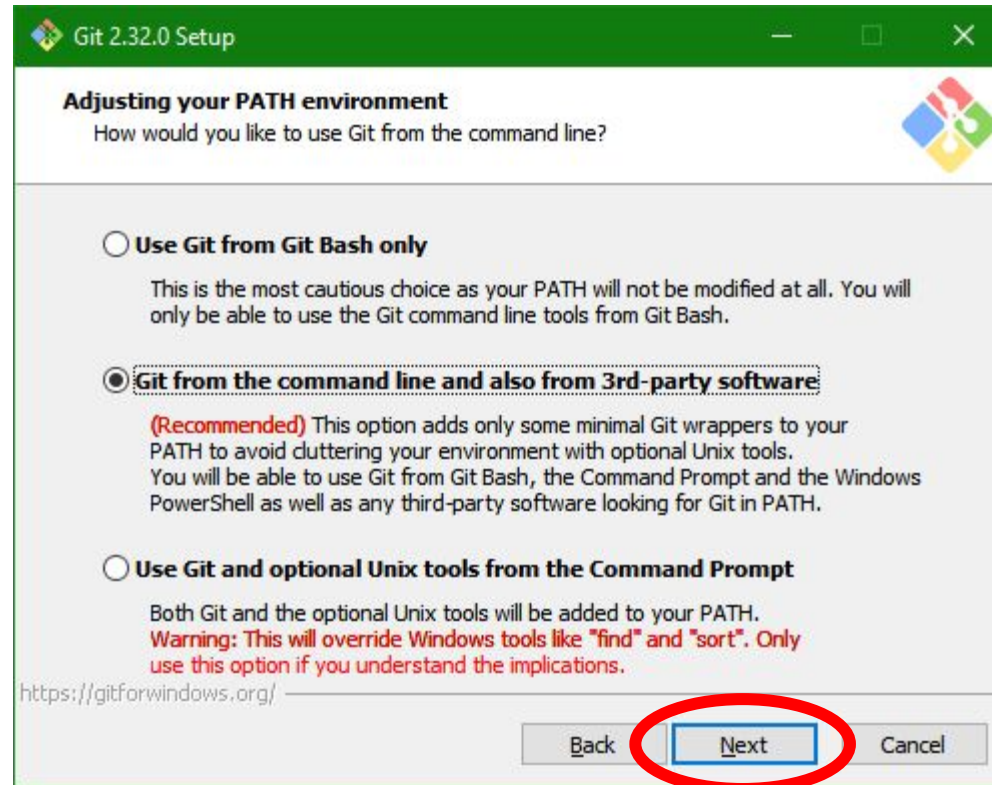 Git 2.32.0 Setup
Adjusting your PATH environment
How would you like to use Git from the command line?
Use Git from Git Bash only
This is the most cautious choice as your PATH will not be modified at all. You will
only be able to use the Git command line tools from Git Bash.
Git from the command line and also from 3rd-party software
(Recommended) This option adds only some minimal Git wrappers to your
PATH to avoid cluttering your environment with optional Unix tools.
You will be able to use Git from Git Bash, the Command Prompt and the Windows
PowerShell as well as any third-party software looking for Git in PATH.
Use Git and optional Unix tools from the Command Prompt
Both Git and the optional Unix tools will be added to your PATH.
Warning: This will override Windows tools like "find" and "sort". Only
use this option if you understand the implications.
https://gitforwindows.org/
Back Next Cancel